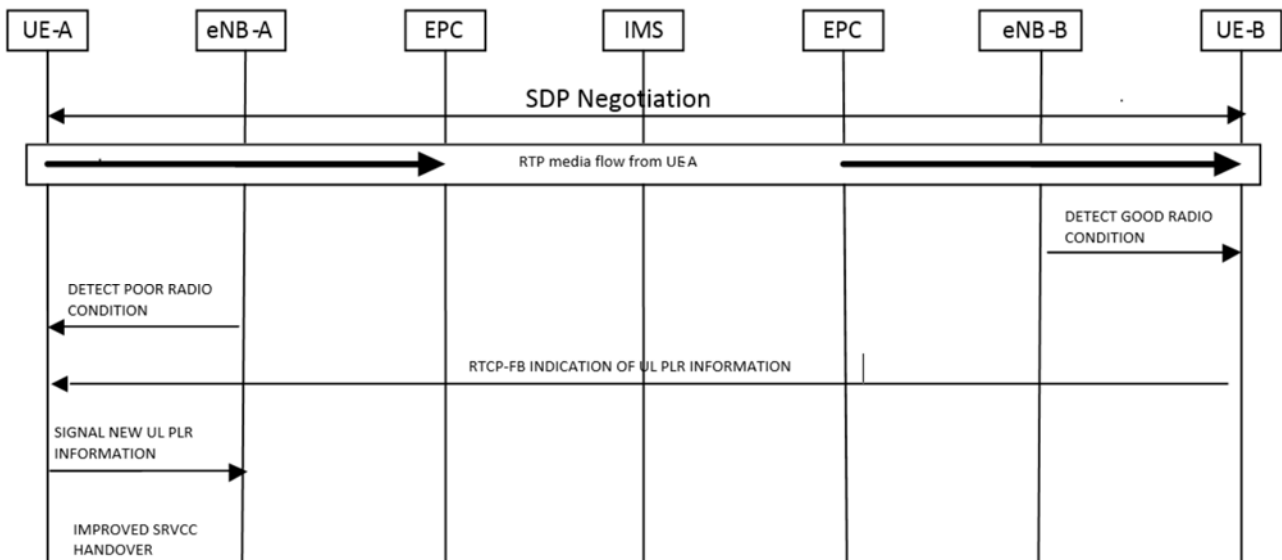 UE-A
eNB-A
EPC
IMS
EPC
eNB-B
UE-B
SDP Negotiation
RTP media flow from UE-A
DETECT GOOD RADIO
CONDITION
DETECT POOR RADIO
CONDITION
RTCP-FB INDICATION OF UL PLR INFORMATION
SIGNAL NEW UL PLR
INFORMATION
IMPROVED SRVCC
HANDOVER